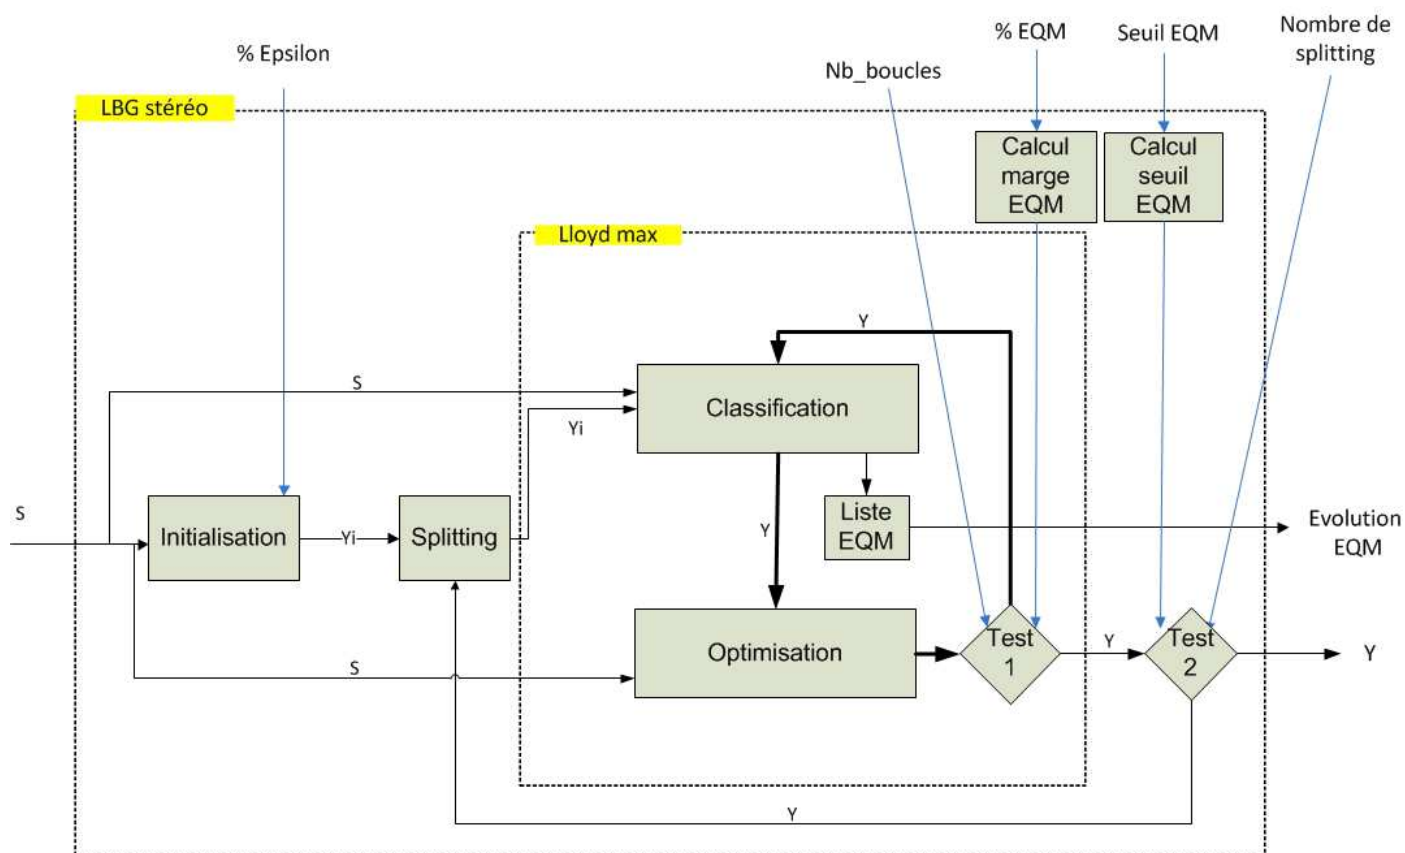 Nombre de
splitting
% EQM
Seuil EQM
% Epsilon
Nb_boucles
LBG stéréo
Calcul
marge
EQM
Calcul
seuil
EQM
Lloyd max
Y
S
Classification
Yi
S
Initialisation
Yi
Splitting
Y
Liste
EQM
Evolution
EQM
Optimisation
Test
1
Y
Test
2
Y
S
Y